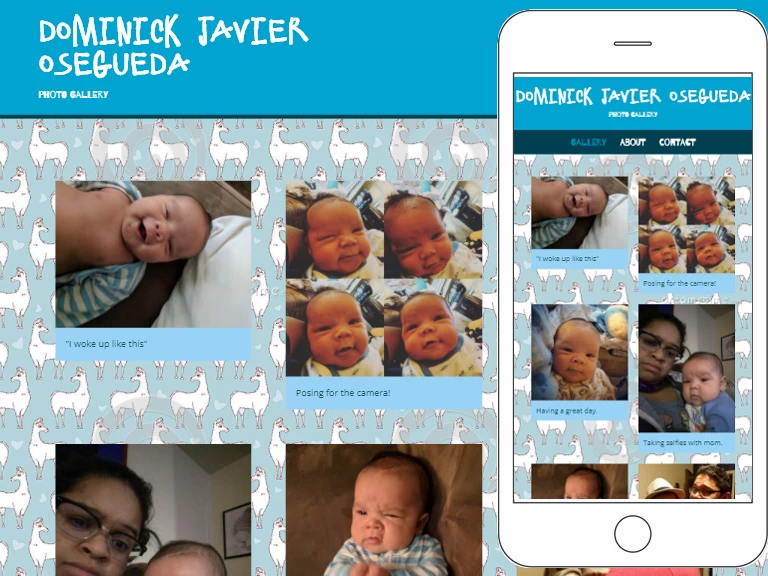 DOMINICK JAVIER
OSEGUEDA
PHOTO GALLERY
"I woke up like this"
Posing for the camera!
DOMINICK JAVIER OSEGUEDA
PHOTO GALLERY
GALLERY ABOUT CONTACT
"I woke up like this"
Posing for the camera!
Having a great day.
Taking selfies with mom.